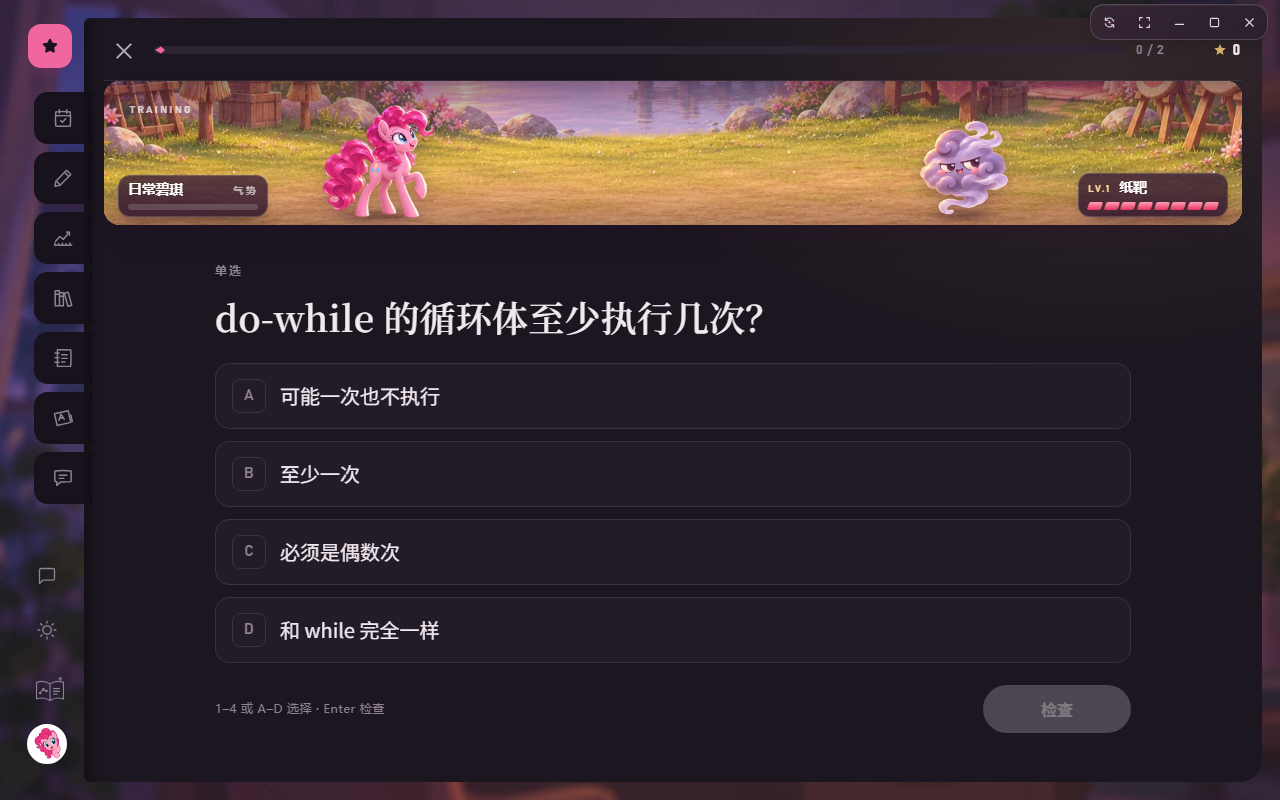 0 / 2
0
TRAINING
日常碧琪
气势
LV.1 纸靶
单选
do-while 的循环体至少执行几次?
A 可能一次也不执行
B 至少一次
C 必须是偶数次
D 和 while 完全一样
1–4 或 A–D 选择 · Enter 检查
检查